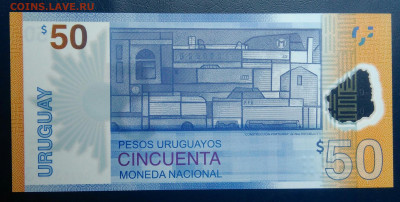 COINS.LAVE.RU
$50
URUGUAY
PESOS URUGUAYOS
CINCUENTA
MONEDA NACIONAL
$50